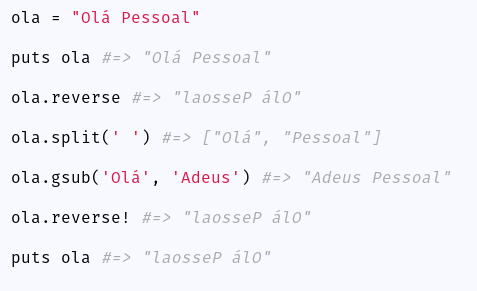 ola = "Olá Pessoal"
puts ola #=> "Olá Pessoal"
ola.reverse #=> "laosseP álO"
ola.split(' ') #=> ["Olá", "Pessoal"]
ola.gsub('Olá', 'Adeus') #=> "Adeus Pessoal"
ola.reverse! #=> "laosseP álO"
puts ola #=> "laosseP álO"